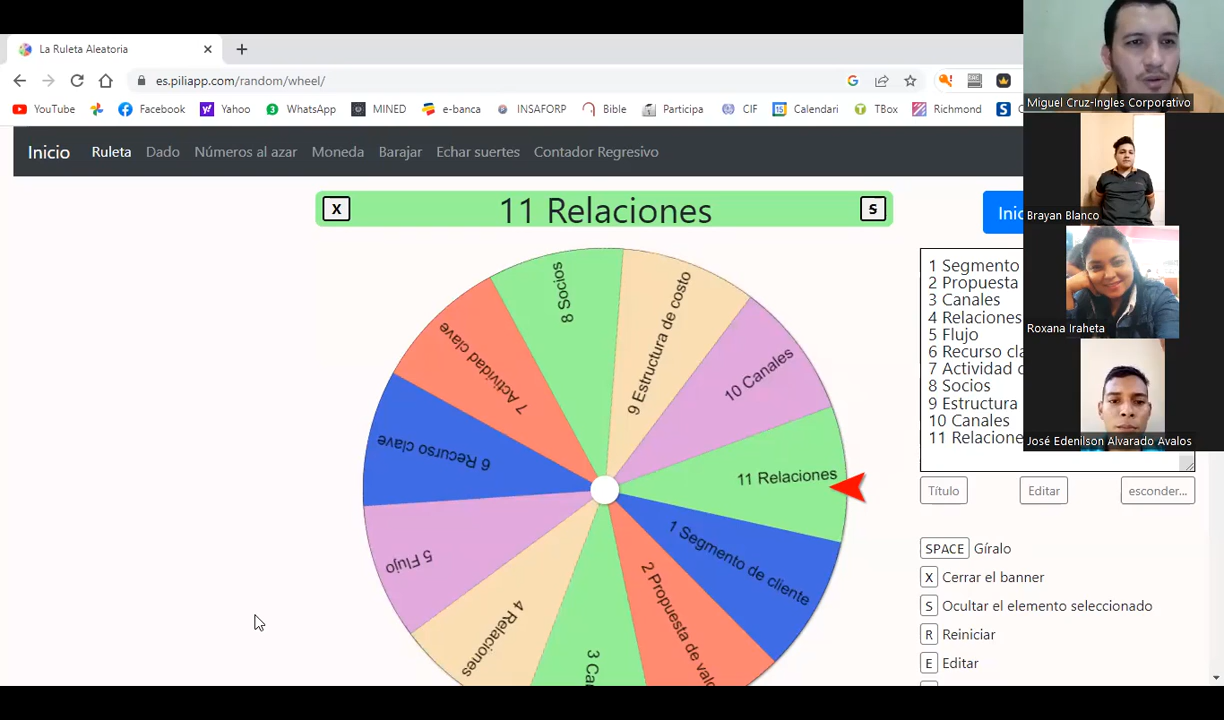 La Ruleta Aleatoria
es.piliapp.com/random/wheel/
YouTube Facebook Yahoo WhatsApp MINED e-banca INSAFORP Bible Participa CIF Calendari TBox Richmond
Inicio Ruleta Dado Números al azar Moneda Barajar Echar suertes Contador Regresivo
X 11 Relaciones S
Inic
8 Socios
9 Estructura de costo
10 Canales
11 Relaciones
1 Segmento de cliente
2 Propuesta de valo
3 Ca
4 Relaciones
5 Flujo
6 Recurso clave
7 Actividad clave
1 Segmento
2 Propuesta
3 Canales
4 Relaciones
5 Flujo
6 Recurso cla
7 Actividad c
8 Socios
9 Estructura
10 Canales
11 Relacione
Título Editar esconder...
SPACE Gíralo
X Cerrar el banner
S Ocultar el elemento seleccionado
R Reiniciar
E Editar
Miguel Cruz-Ingles Corporativo
Brayan Blanco
Roxana Iraheta
José Edenilson Alvarado Avalos